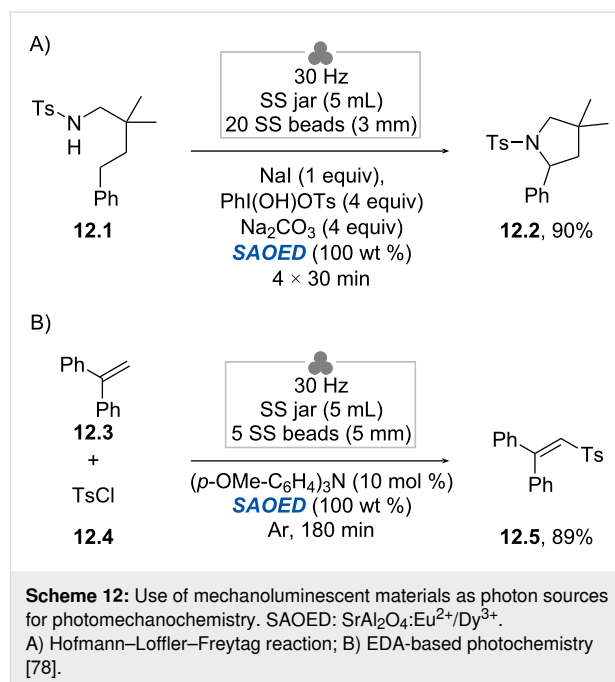 A)
Ts
N
H
Ph
12.1
30 Hz
SS jar (5 mL)
20 SS beads (3 mm)
NaI (1 equiv),
PhI(OH)OTs (4 equiv)
Na2CO3 (4 equiv)
SAOED (100 wt %)
4 × 30 min
Ts
N
Ph
12.2, 90%
B)
Ph
Ph
12.3
+
TsCl
12.4
30 Hz
SS jar (5 mL)
5 SS beads (5 mm)
(p-OMe-C6H4)3N (10 mol %)
SAOED (100 wt %)
Ar, 180 min
Ph
Ts
Ph
12.5, 89%
Scheme 12: Use of mechanoluminescent materials as photon sources
for photomechanochemistry. SAOED: SrAl2O4:Eu2+/Dy3+.
A) Hofmann–Loffler–Freytag reaction; B) EDA-based photochemistry
[78].